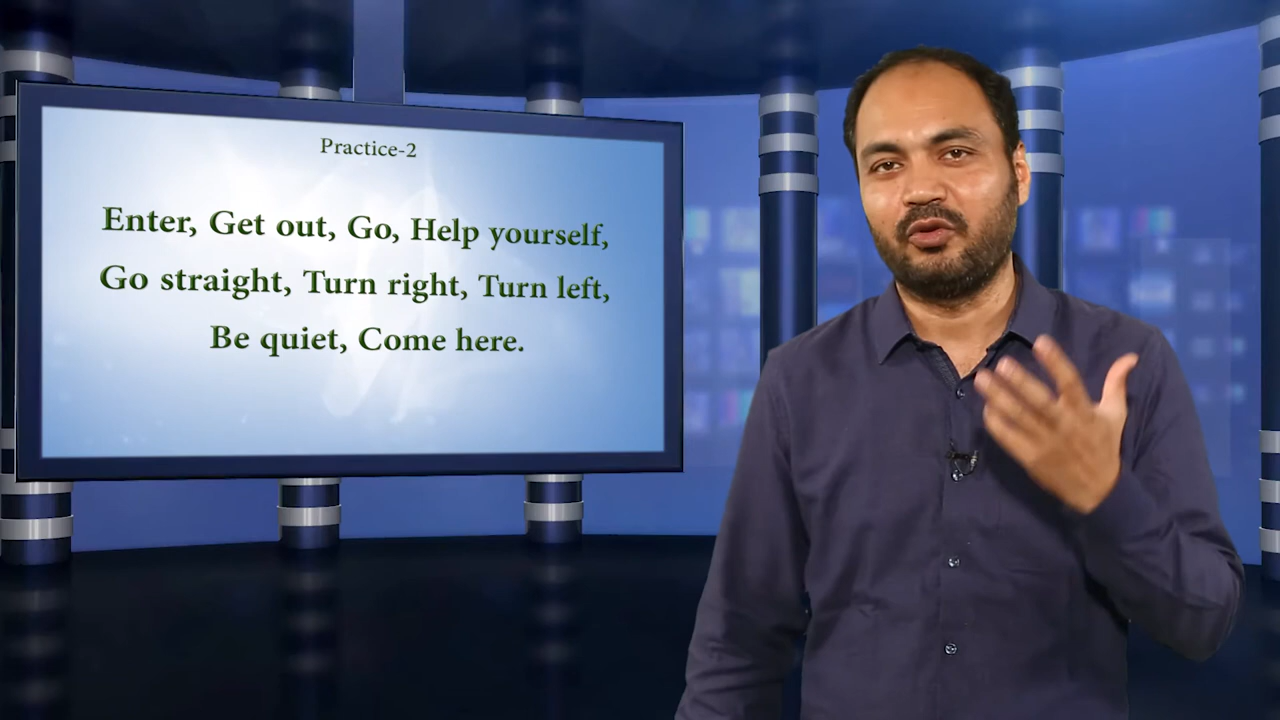 Practice-2
Enter, Get out, Go, Help yourself,
Go straight, Turn right, Turn left,
Be quiet, Come here.